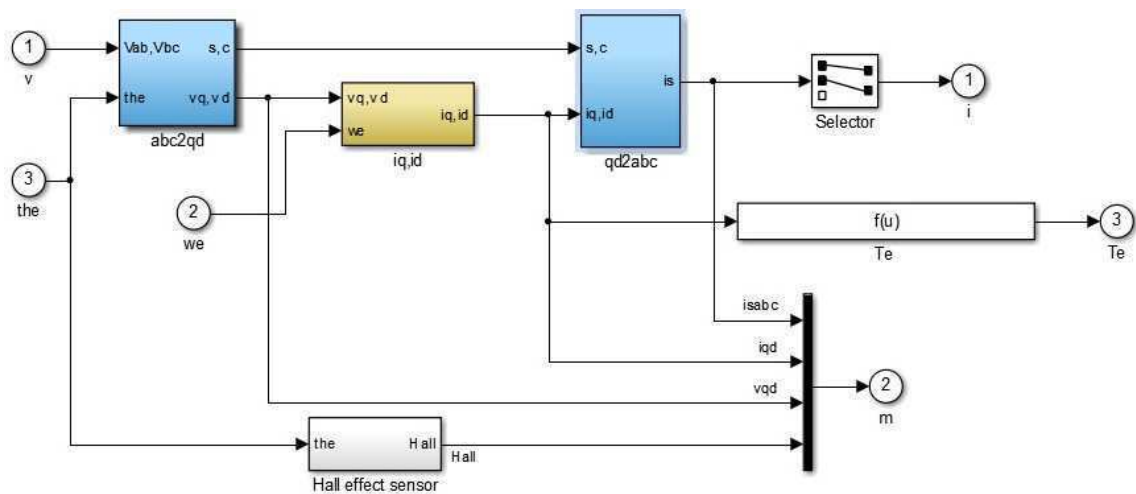 1
v
Vab,Vbc
s,c
the
vq,vd
abc2qd
vq,vd
we
iq,id
iq,id
s,c
iq,id
is
qd2abc
Selector
1
i
3
the
2
we
f(u)
Te
3
Te
isabc
iqd
vqd
2
m
the
Hall
Hall
Hall effect sensor